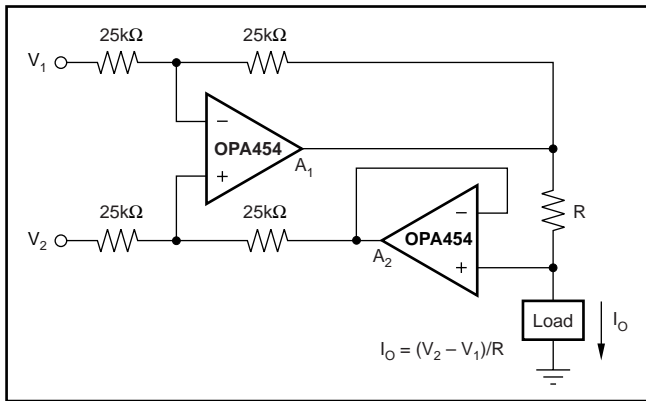 25kΩ 25kΩ
V1
−
OPA454
+ A1
25kΩ 25kΩ
V2
−
OPA454
A2 +
R
Load IO
IO = (V2 – V1)/R